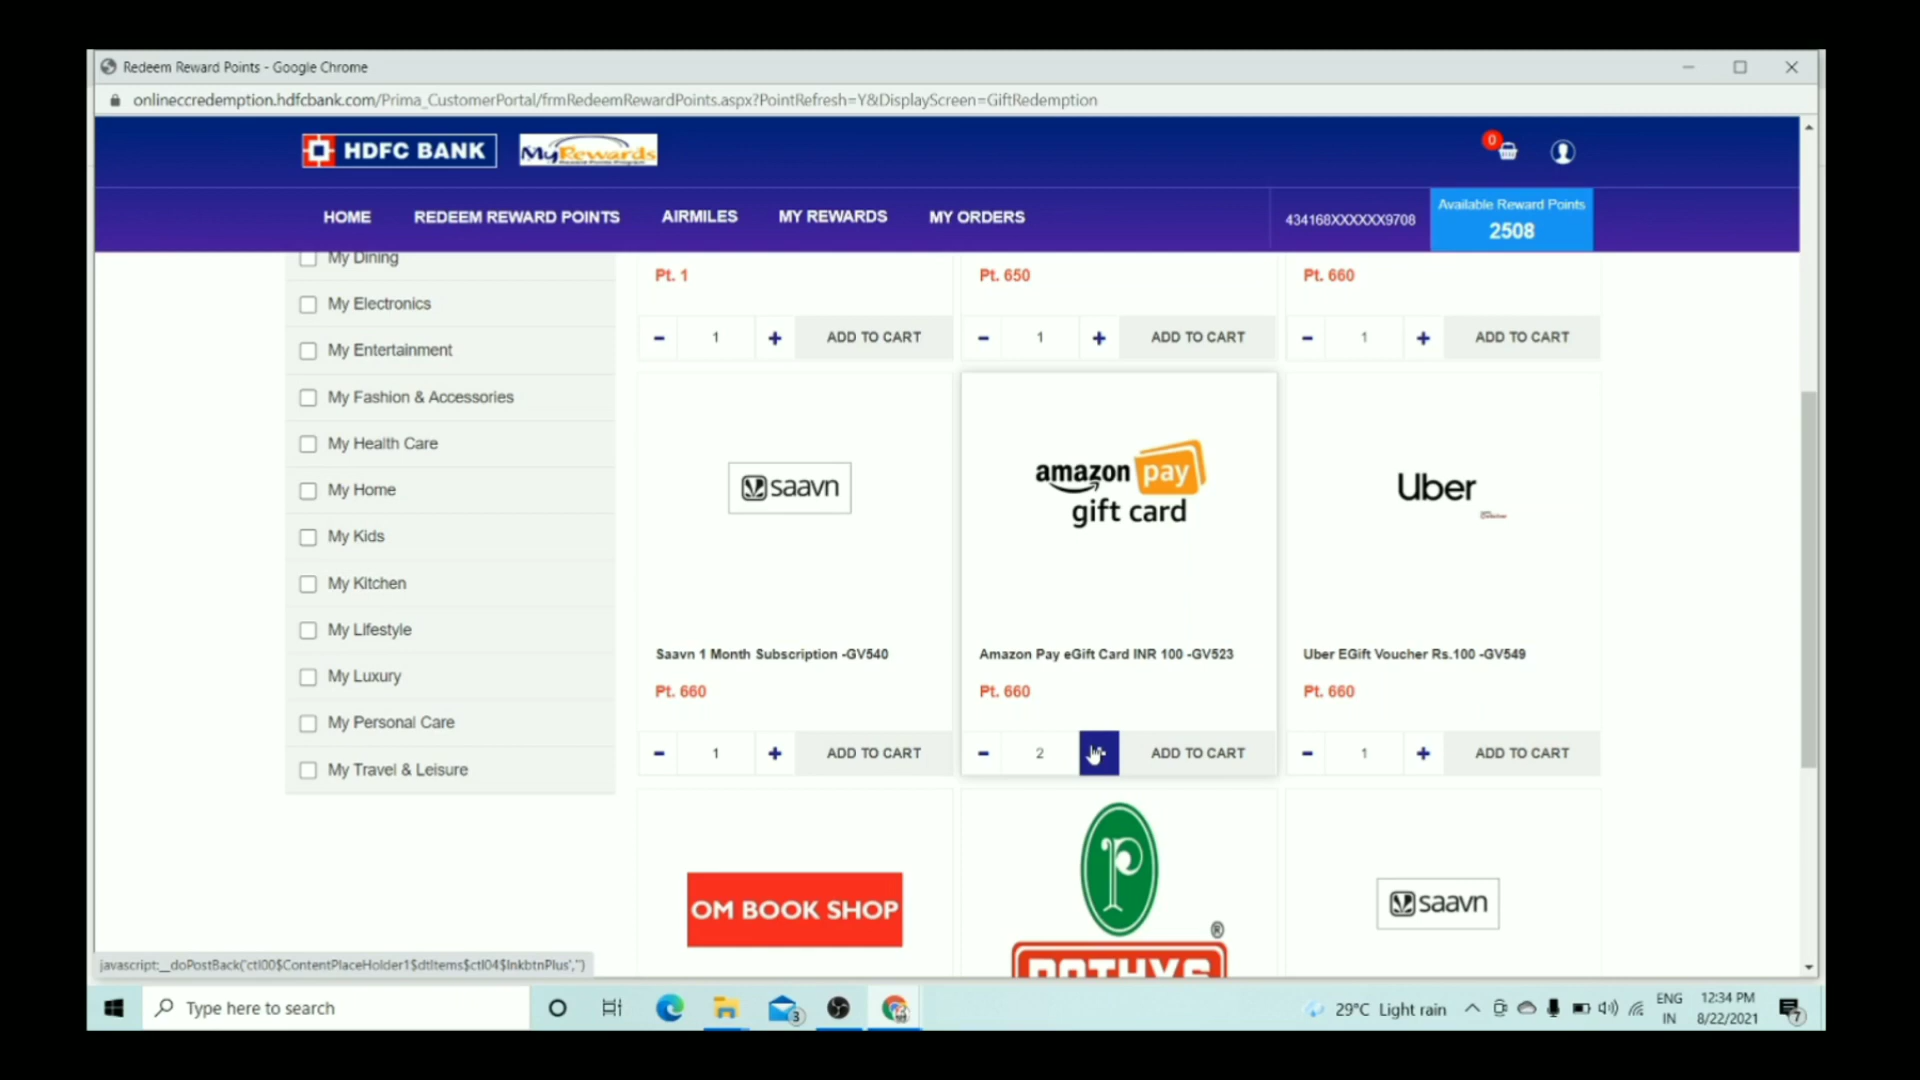 Redeem Reward Points - Google Chrome
onlineccredemption.hdfcbank.com/Prima_CustomerPortal/frmRedeemRewardPoints.aspx?PointRefresh=Y&DisplayScreen=GiftRedemption
HDFC BANK
MyRewards
0
HOME
REDEEM REWARD POINTS
AIRMILES
MY REWARDS
MY ORDERS
434168XXXXXX9708
Available Reward Points
2508
My Dining
My Electronics
My Entertainment
My Fashion & Accessories
My Health Care
My Home
My Kids
My Kitchen
My Lifestyle
My Luxury
My Personal Care
My Travel & Leisure
Pt. 1
Pt. 650
Pt. 660
- 1 + ADD TO CART
- 1 + ADD TO CART
- 1 + ADD TO CART
saavn
amazon pay
gift card
Uber
Saavn 1 Month Subscription -GV540
Amazon Pay eGift Card INR 100 -GV523
Uber EGift Voucher Rs.100 -GV549
Pt. 660
Pt. 660
Pt. 660
- 1 + ADD TO CART
- 2 ADD TO CART
- 1 + ADD TO CART
OM BOOK SHOP
P
®
POTHYS
saavn
javascript:__doPostBack('ctl00$ContentPlaceHolder1$dtItems$ctl04$lnkbtnPlus','')
Type here to search
3
29°C Light rain
ENG
IN
12:34 PM
8/22/2021
7